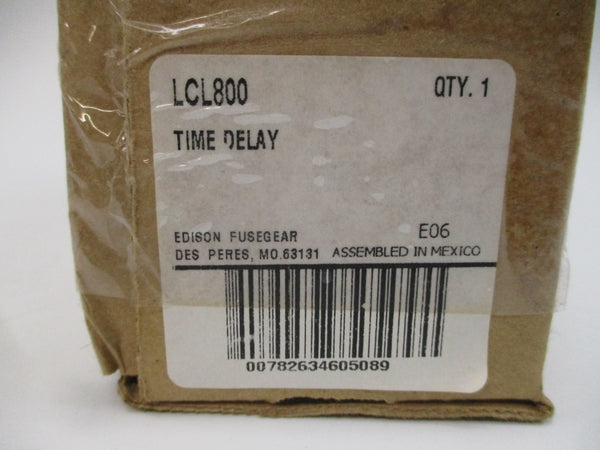 LCL800 QTY. 1
TIME DELAY
EDISON FUSEGEAR E06
DES PERES, MO.63131 ASSEMBLED IN MEXICO
00782634605089